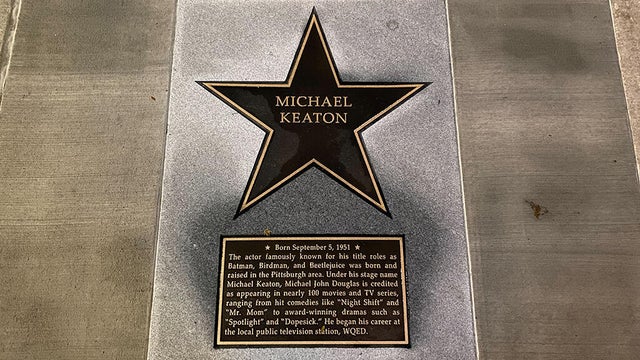 MICHAEL
KEATON
★ Born September 5, 1951 ★
The actor famously known for his title roles as
Batman, Birdman, and Beetlejuice was born and
raised in the Pittsburgh area. Under his stage name
Michael Keaton, Michael John Douglas is credited
as appearing in nearly 100 movies and TV series,
ranging from hit comedies like "Night Shift" and
"Mr. Mom" to award-winning dramas such as
"Spotlight" and "Dopesick." He began his career at
the local public television station, WQED.